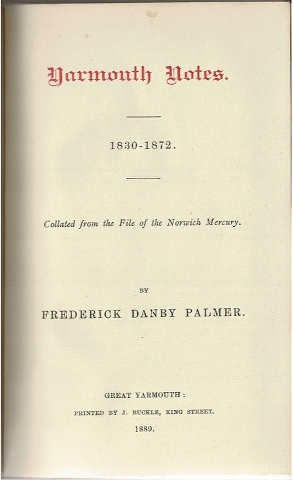 Yarmouth Notes.
1830-1872.
Collated from the File of the Norwich Mercury.
BY
FREDERICK DANBY PALMER.
GREAT YARMOUTH:
PRINTED BY J. BUCKLE, KING STREET.
1889.